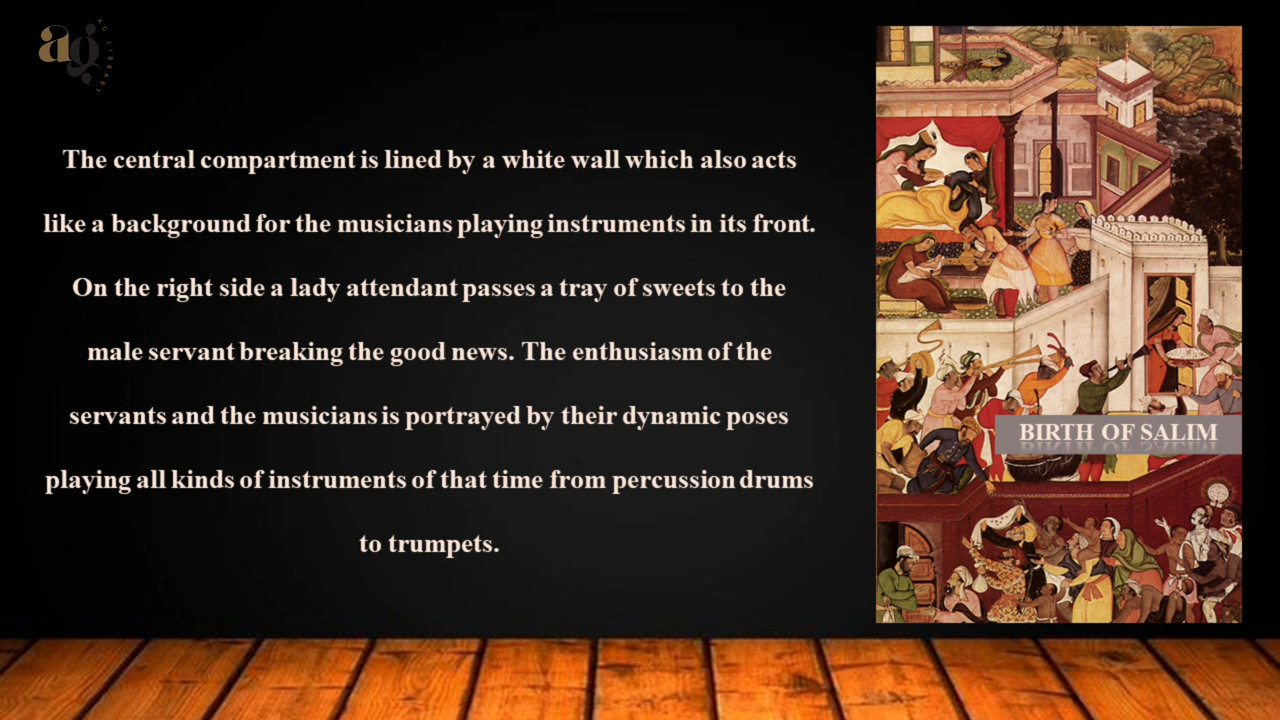 ag
AG LIBRARY
The central compartment is lined by a white wall which also acts
like a background for the musicians playing instruments in its front.
On the right side a lady attendant passes a tray of sweets to the
male servant breaking the good news. The enthusiasm of the
servants and the musicians is portrayed by their dynamic poses
playing all kinds of instruments of that time from percussion drums
to trumpets.
BIRTH OF SALIM